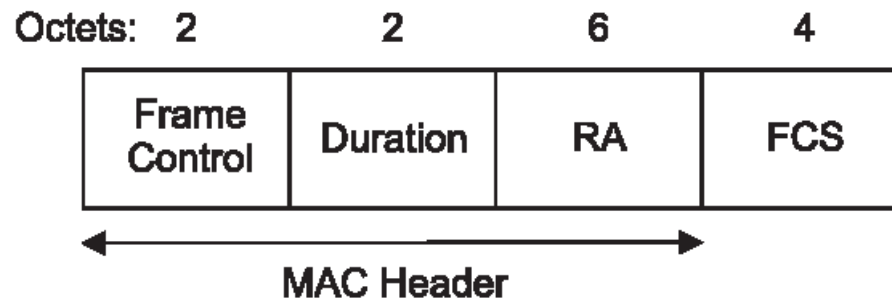 Octets: 2 2 6 4
Frame
Control
Duration
RA
FCS
MAC Header